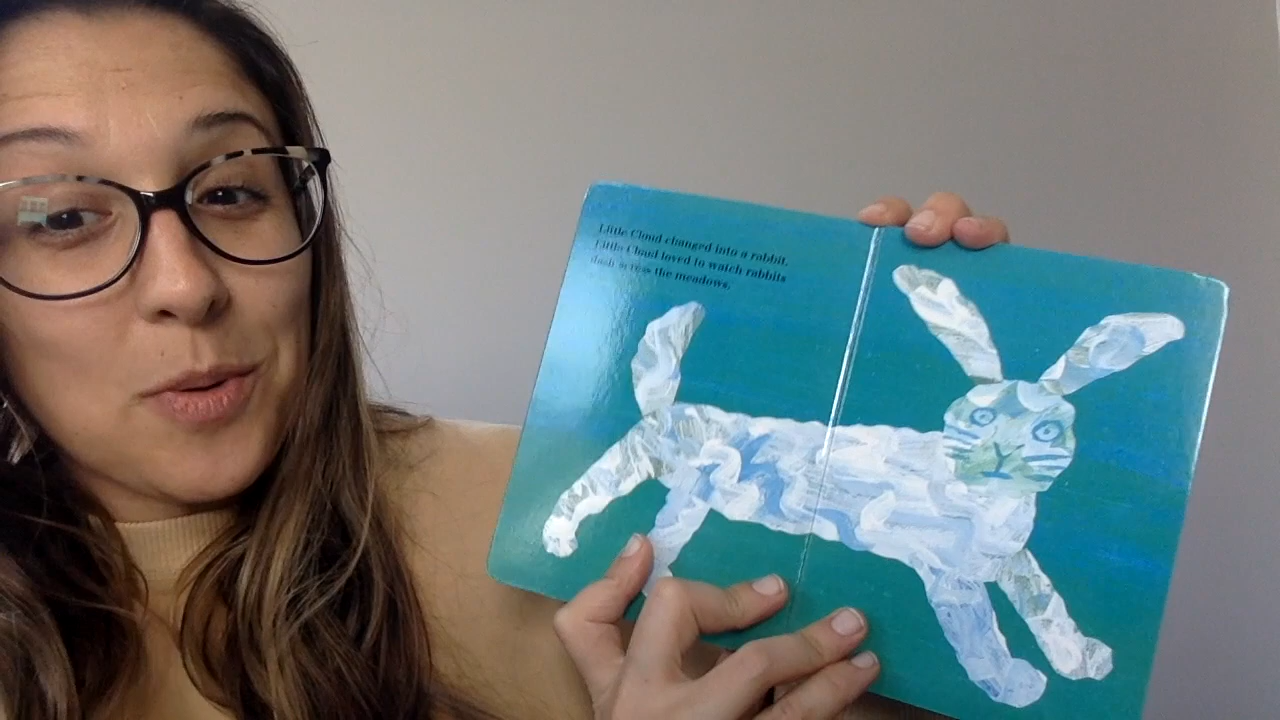 Little Cloud changed into a rabbit.
Little Cloud loved to watch rabbits
dash across the meadows.